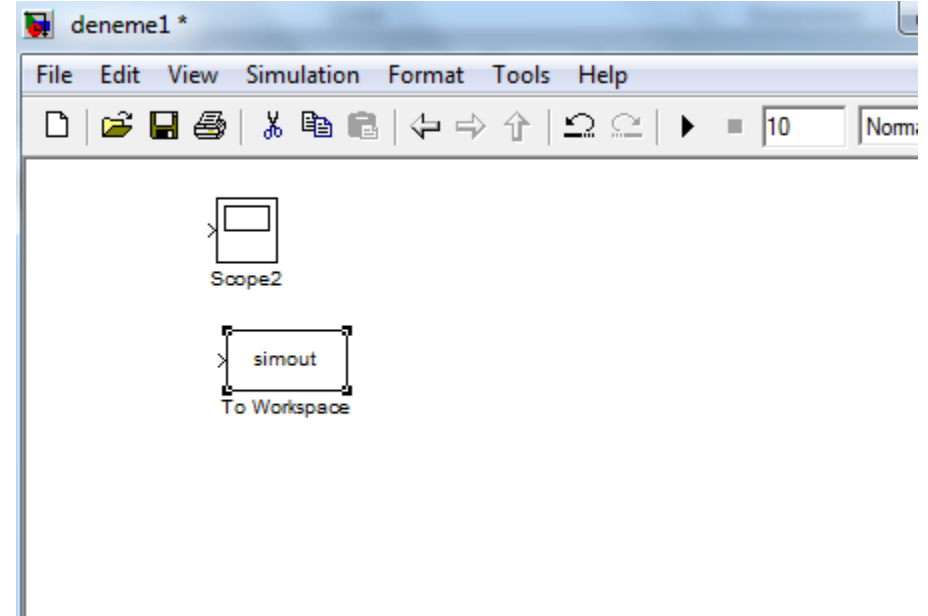 deneme1 *
File Edit View Simulation Format Tools Help
10
Scope2
simout
To Workspace